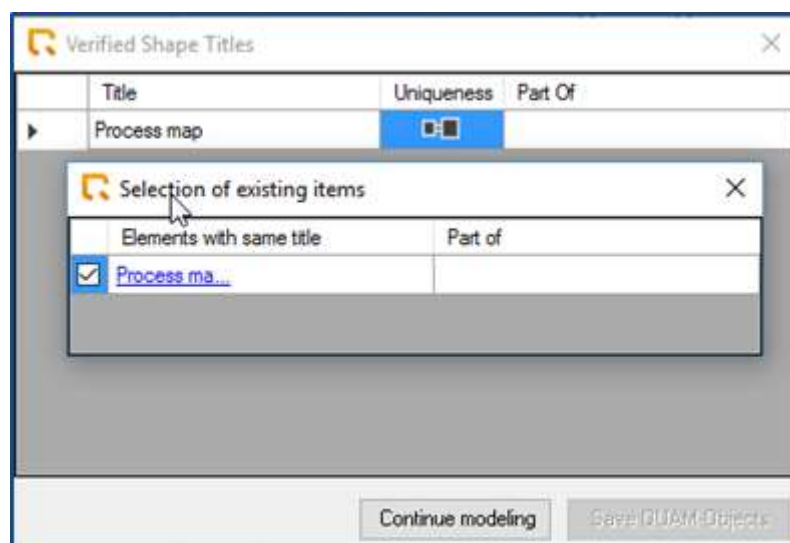 Verified Shape Titles
Title Uniqueness Part Of
Process map
Selection of existing items
Elements with same title Part of
Process ma...
Continue modeling Save QUAM-Objects